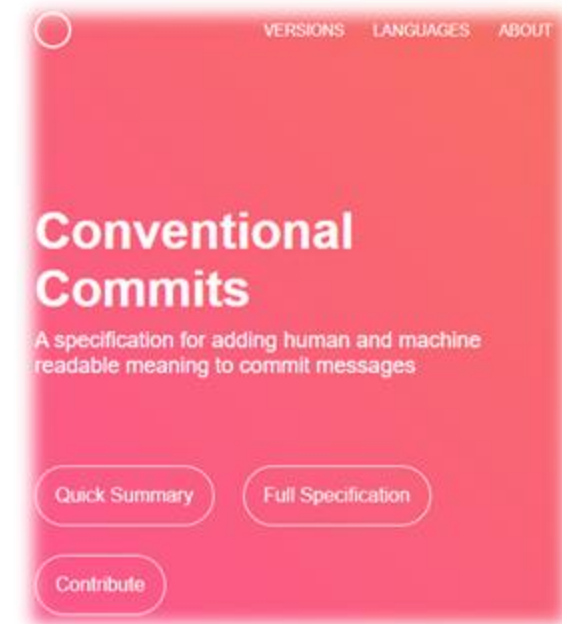 VERSIONS LANGUAGES ABOUT
Conventional
Commits
A specification for adding human and machine
readable meaning to commit messages
Quick Summary Full Specification
Contribute